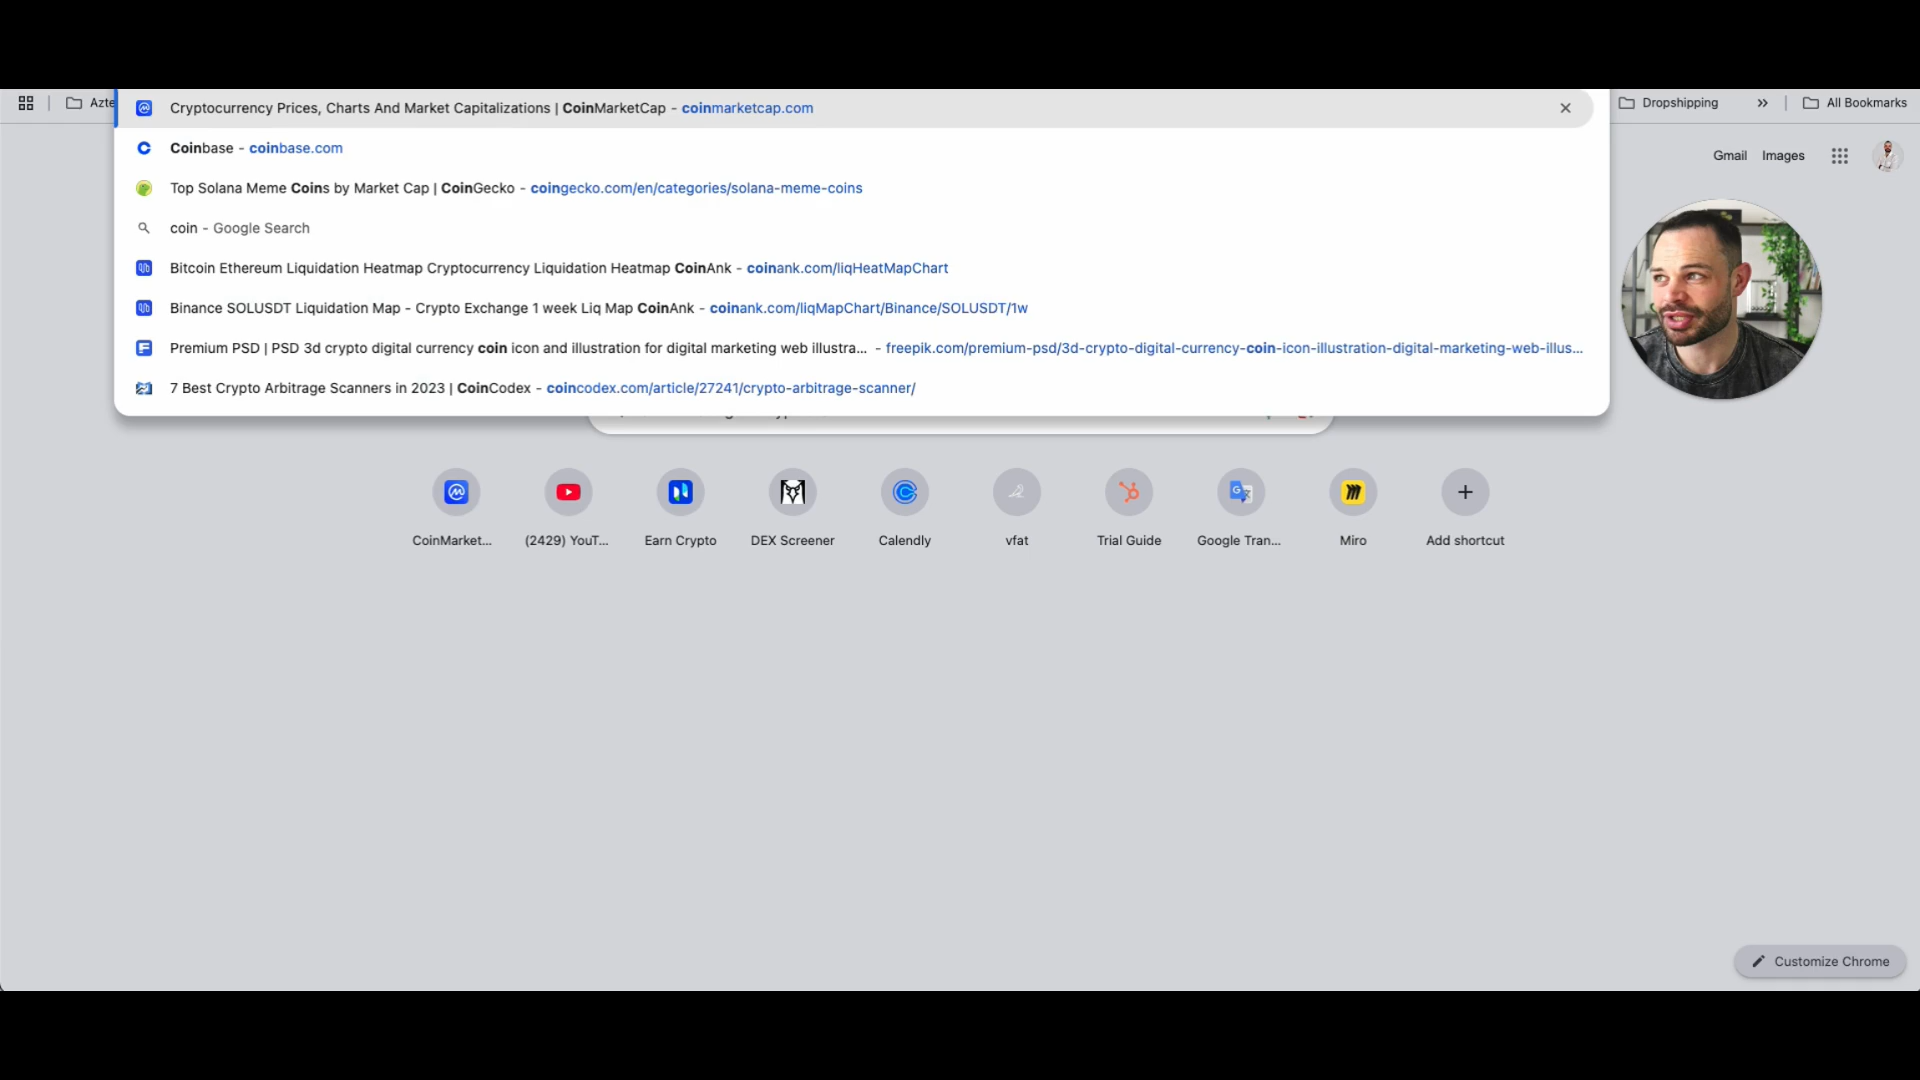 Azte
Cryptocurrency Prices, Charts And Market Capitalizations | CoinMarketCap - coinmarketcap.com
Dropshipping
All Bookmarks
Coinbase - coinbase.com
Gmail Images
Top Solana Meme Coins by Market Cap | CoinGecko - coingecko.com/en/categories/solana-meme-coins
coin - Google Search
Bitcoin Ethereum Liquidation Heatmap Cryptocurrency Liquidation Heatmap CoinAnk - coinank.com/liqHeatMapChart
Binance SOLUSDT Liquidation Map - Crypto Exchange 1 week Liq Map CoinAnk - coinank.com/liqMapChart/Binance/SOLUSDT/1w
Premium PSD | PSD 3d crypto digital currency coin icon and illustration for digital marketing web illustra... - freepik.com/premium-psd/3d-crypto-digital-currency-coin-icon-illustration-digital-marketing-web-illus...
7 Best Crypto Arbitrage Scanners in 2023 | CoinCodex - coincodex.com/article/27241/crypto-arbitrage-scanner/
CoinMarket... (2429) YouT... Earn Crypto DEX Screener Calendly vfat Trial Guide Google Tran... Miro Add shortcut
Customize Chrome